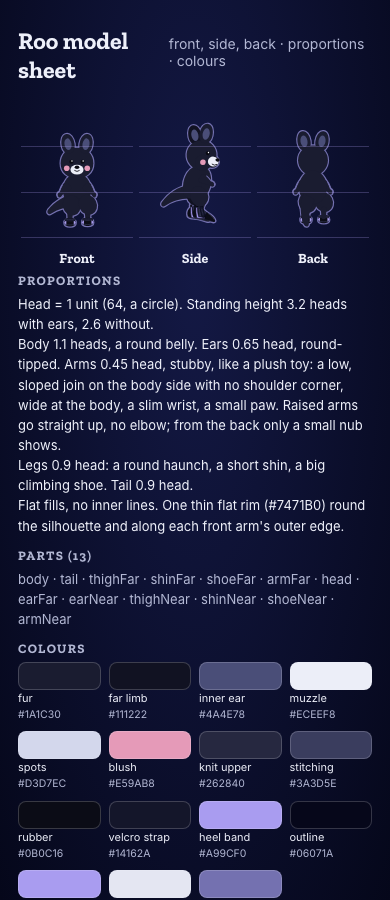 Roo model
sheet
front, side, back · proportions
· colours
Front
Side
Back
PROPORTIONS
Head = 1 unit (64, a circle). Standing height 3.2 heads
with ears, 2.6 without.
Body 1.1 heads, a round belly. Ears 0.65 head, round-
tipped. Arms 0.45 head, stubby, like a plush toy: a low,
sloped join on the body side with no shoulder corner,
wide at the body, a slim wrist, a small paw. Raised arms
go straight up, no elbow; from the back only a small nub
shows.
Legs 0.9 head: a round haunch, a short shin, a big
climbing shoe. Tail 0.9 head.
Flat fills, no inner lines. One thin flat rim (#7471B0) round
the silhouette and along each front arm's outer edge.
PARTS (13)
body · tail · thighFar · shinFar · shoeFar · armFar · head ·
earFar · earNear · thighNear · shinNear · shoeNear ·
armNear
COLOURS
fur
#1A1C30
far limb
#111222
inner ear
#4A4E78
muzzle
#ECEEF8
spots
#D3D7EC
blush
#E59AB8
knit upper
#262840
stitching
#3A3D5E
rubber
#0B0C16
velcro strap
#14162A
heel band
#A99CF0
outline
#06071A